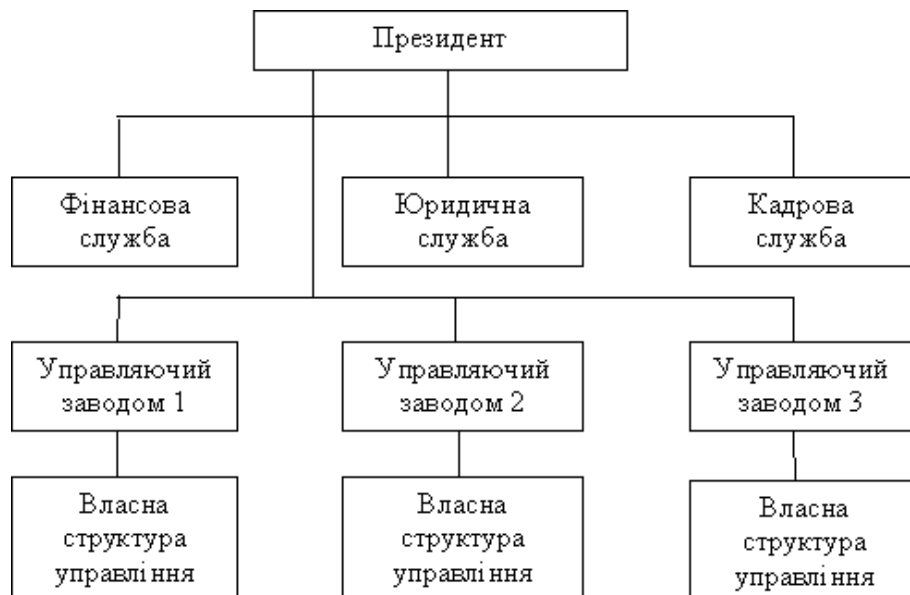 Президент
Фінансова
служба
Юридична
служба
Кадрова
служба
Управляючий
заводом 1
Управляючий
заводом 2
Управляючий
заводом 3
Власна
структура
управління
Власна
структура
управління
Власна
структура
управління